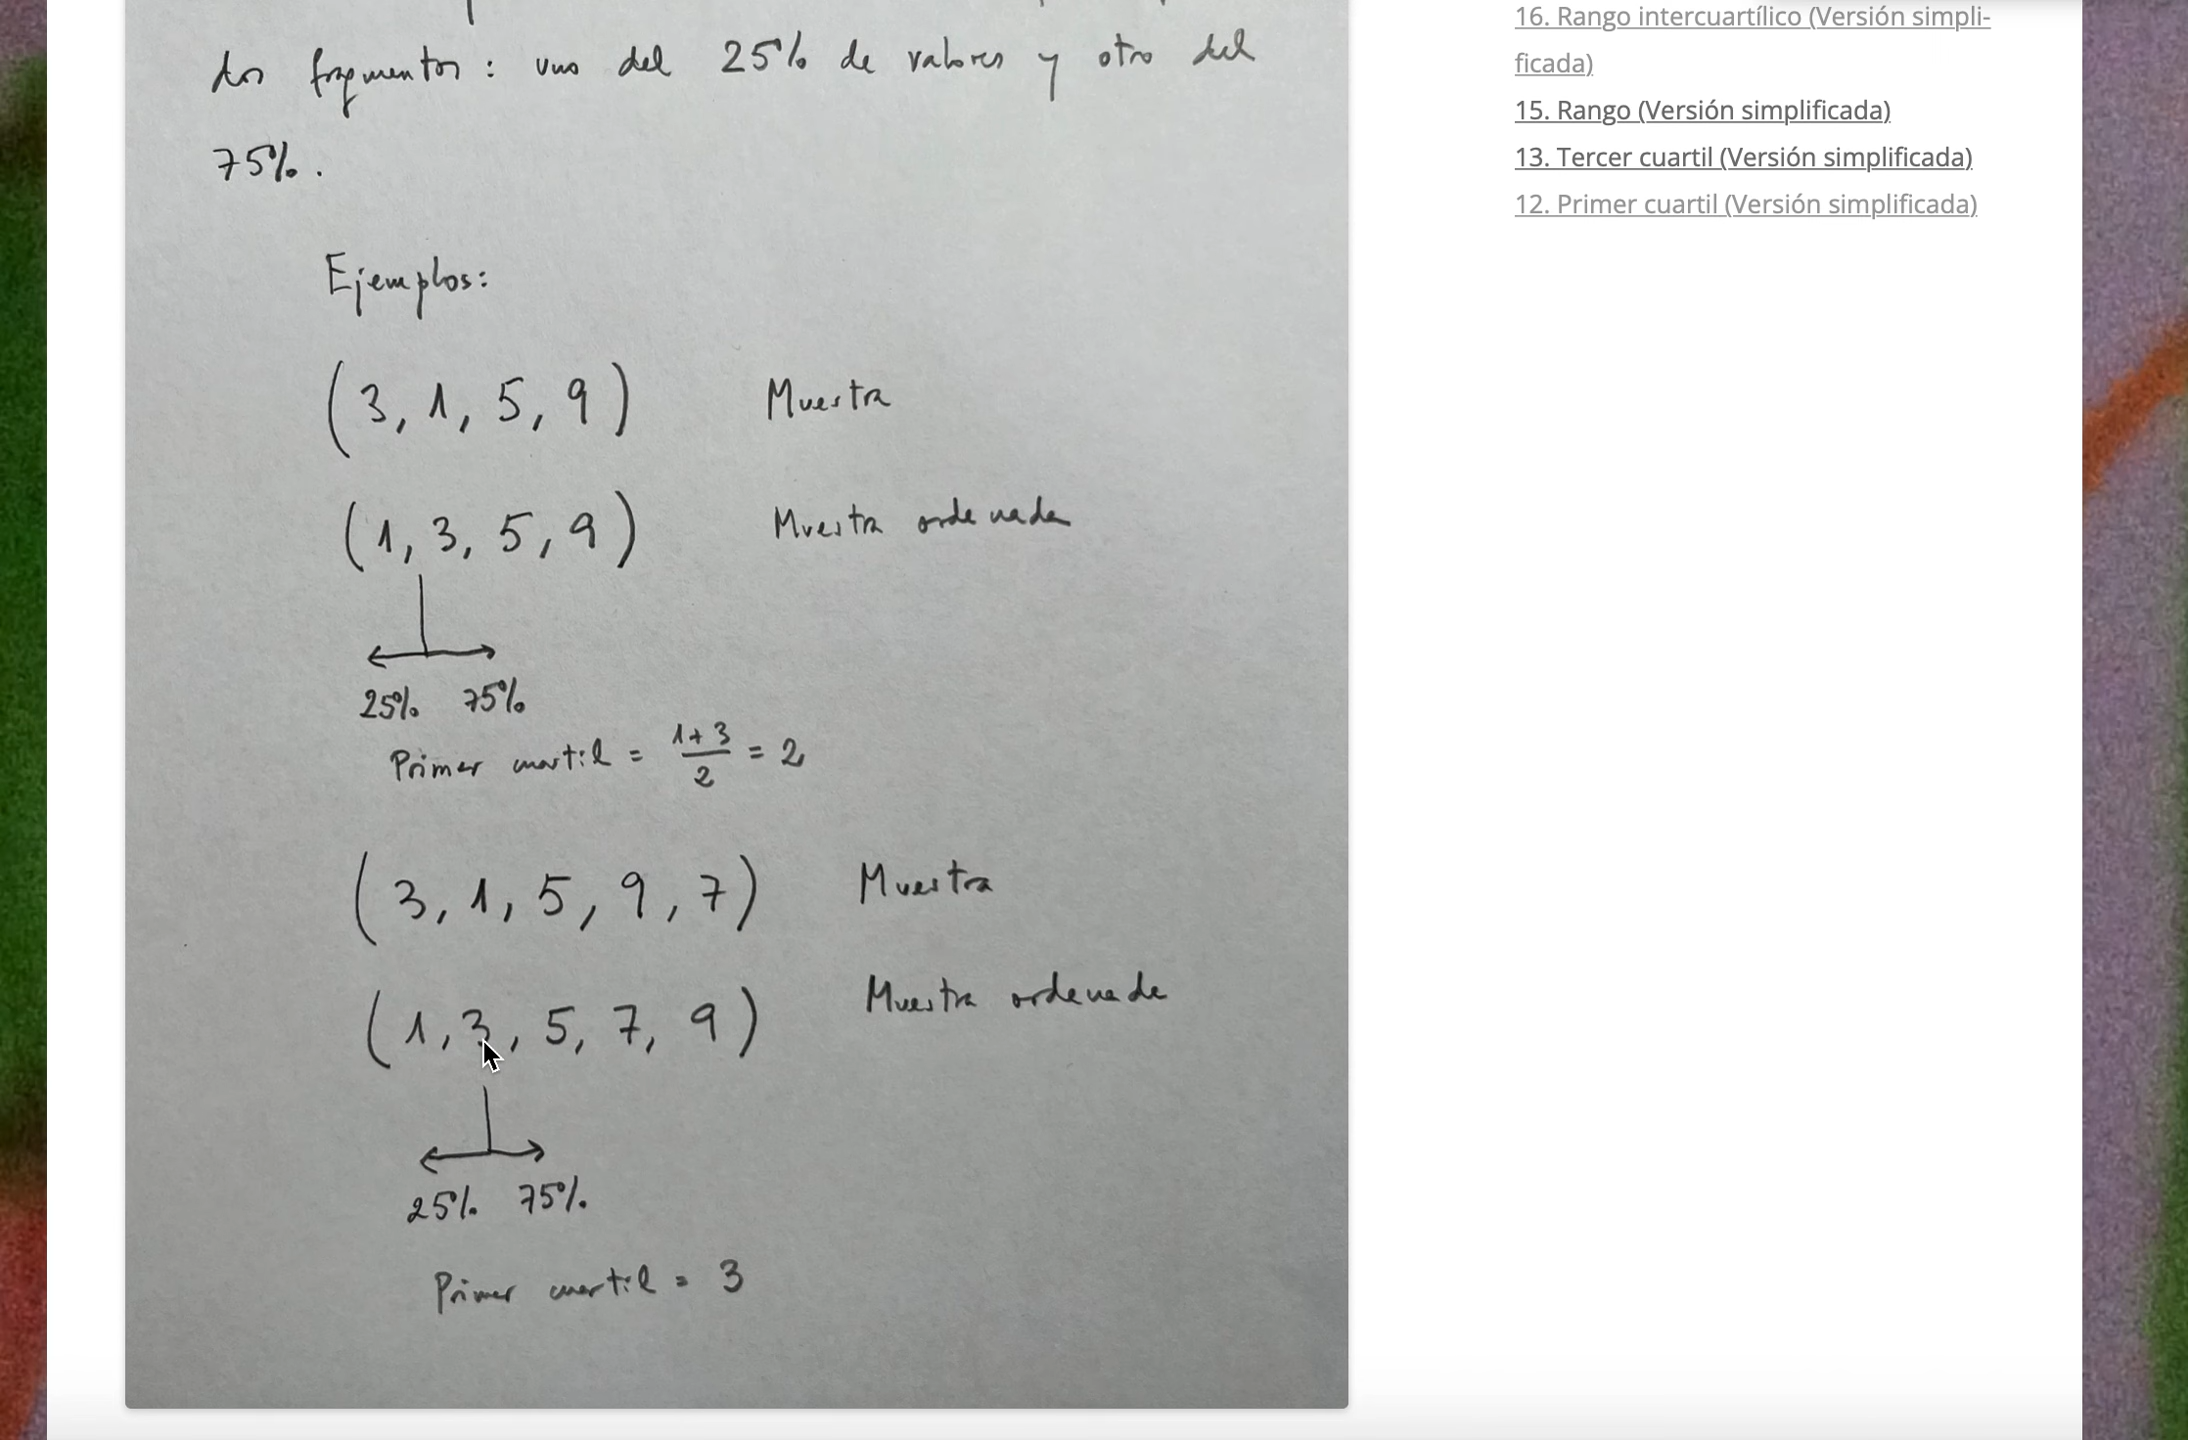 dos fragmentos: uno del 25% de valores y otro del
75%.
Ejemplos:
(3, 1, 5, 9) Muestra
(1, 3, 5, 9) Muestra ordenada
25% 75%
Primer cuartil = 1+3/2 = 2
(3, 1, 5, 9, 7) Muestra
(1, 3, 5, 7, 9) Muestra ordenada
25% 75%
Primer cuartil = 3
16. Rango intercuartílico (Versión simpli-
ficada)
15. Rango (Versión simplificada)
13. Tercer cuartil (Versión simplificada)
12. Primer cuartil (Versión simplificada)